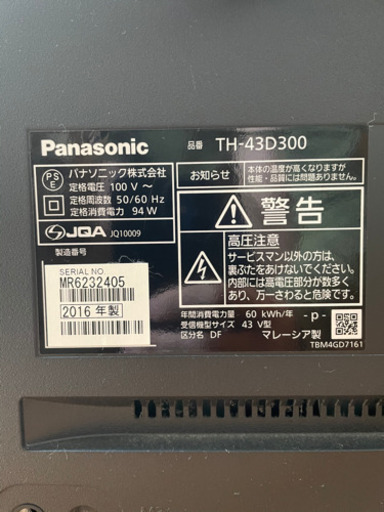 Panasonic
品番 TH-43D300
PS
E
パナソニック株式会社
定格電圧 100 V ～
定格周波数 50/60 Hz
定格消費電力 94 W
JQA JQ10009
製造番号
SERIAL NO.
MR6232405
2016 年製
お知らせ
本体の温度が高くなりますが
性能・品質には問題ありません。
警告
高圧注意
サービスマン以外の方は、
裏ぶたをあけないでください。
内部には高電圧部分が数多く
あり、万一さわると危険です。
年間消費電力量 60 kWh/年
受信機型サイズ 43 V型
区分名 DF
-p-
マレーシア製
TBM4GD7161